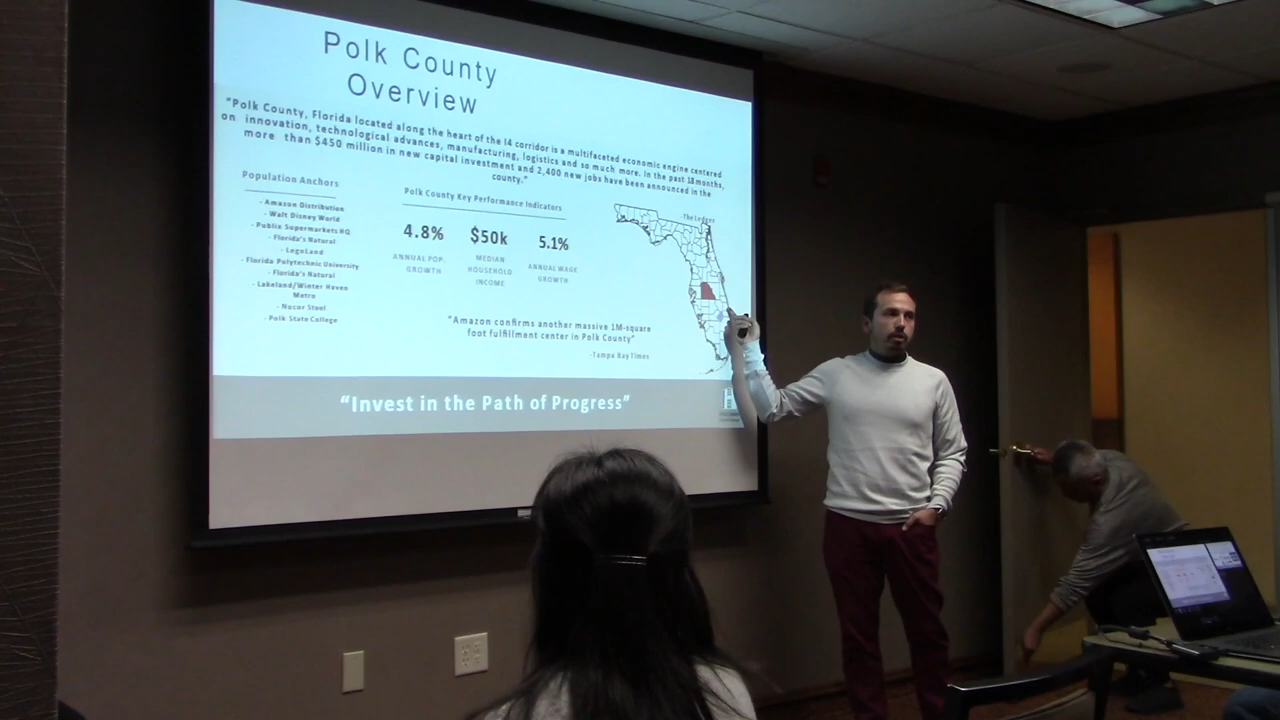 Polk County
Overview
"Polk County, Florida located along the heart of the I4 corridor is a multifaceted economic engine centered
on innovation, technological advances, manufacturing, logistics and so much more. In the past 18 months,
more than $450 million in new capital investment and 2,400 new jobs have been announced in the
county."
-The Ledger
Population Anchors
- Amazon Distribution
- Walt Disney World
- Publix Supermarkets HQ
- Florida's Natural
- LegoLand
- Florida Polytechnic University
- Florida's Natural
- Lakeland/Winter Haven
Metro
- Nucor Steel
- Polk State College
Polk County Key Performance Indicators
4.8%
ANNUAL POP.
GROWTH
$50k
MEDIAN
HOUSEHOLD
INCOME
5.1%
ANNUAL WAGE
GROWTH
"Amazon confirms another massive 1M-square
foot fulfillment center in Polk County"
-Tampa Bay Times
"Invest in the Path of Progress"